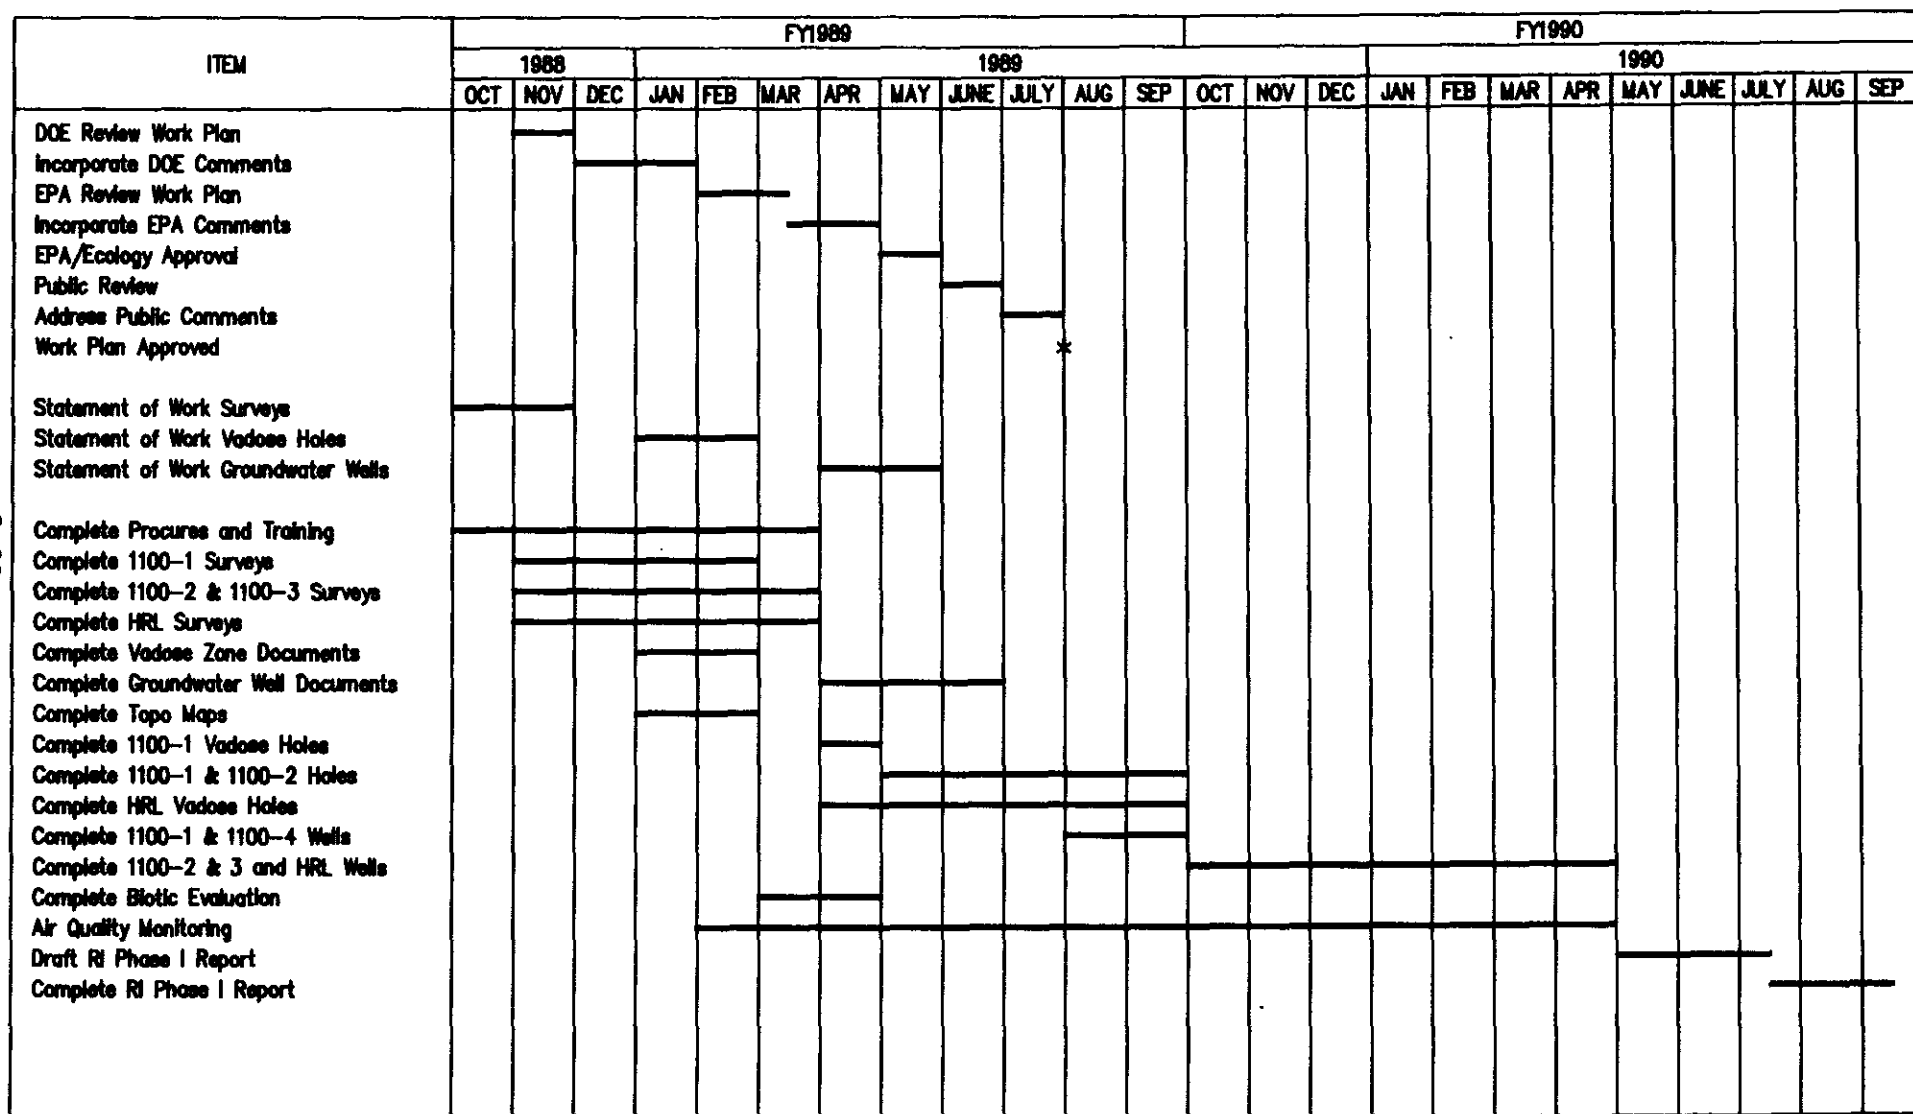 FY1989 FY1990
ITEM 1988 1989 1990
OCT NOV DEC JAN FEB MAR APR MAY JUNE JULY AUG SEP OCT NOV DEC JAN FEB MAR APR MAY JUNE JULY AUG SEP
DOE Review Work Plan
Incorporate DOE Comments
EPA Review Work Plan
Incorporate EPA Comments
EPA/Ecology Approval
Public Review
Address Public Comments
Work Plan Approved *
Statement of Work Surveys
Statement of Work Vadose Holes
Statement of Work Groundwater Wells
Complete Procures and Training
Complete 1100-1 Surveys
Complete 1100-2 & 1100-3 Surveys
Complete HRL Surveys
Complete Vadose Zone Documents
Complete Groundwater Well Documents
Complete Topo Maps
Complete 1100-1 Vadose Holes
Complete 1100-1 & 1100-2 Holes
Complete HRL Vadose Holes
Complete 1100-1 & 1100-4 Wells
Complete 1100-2 & 3 and HRL Wells
Complete Biotic Evaluation
Air Quality Monitoring
Draft RI Phase I Report
Complete RI Phase I Report